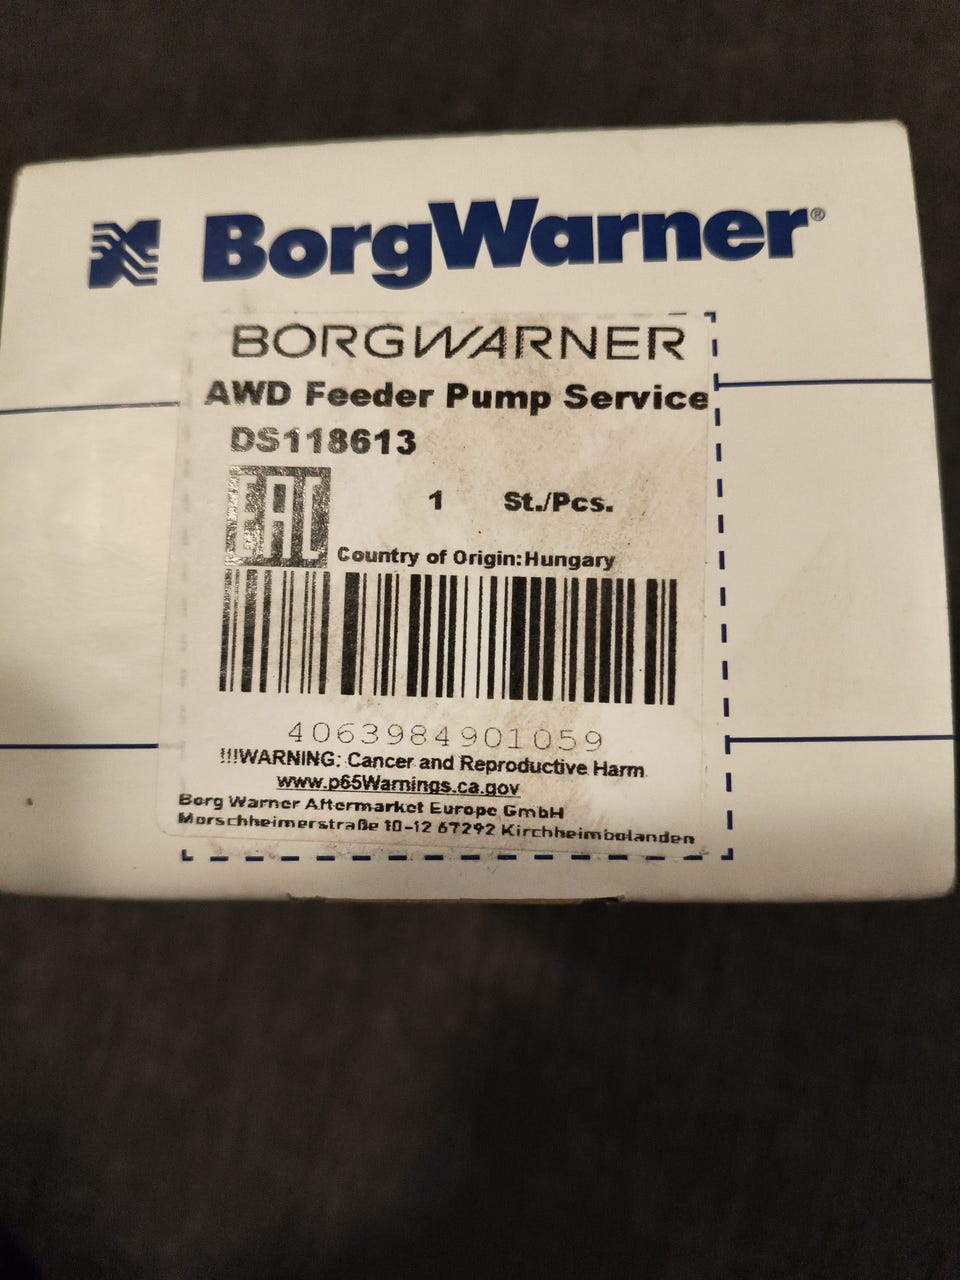 BorgWarner®
BORGWARNER
AWD Feeder Pump Service
DS118613
EAC
1 St./Pcs.
Country of Origin:Hungary
4063984901059
!!!WARNING: Cancer and Reproductive Harm
www.p65Warnings.ca.gov
Borg Warner Aftermarket Europe GmbH
Morschheimerstraße 10-12 67292 Kirchheimbolanden